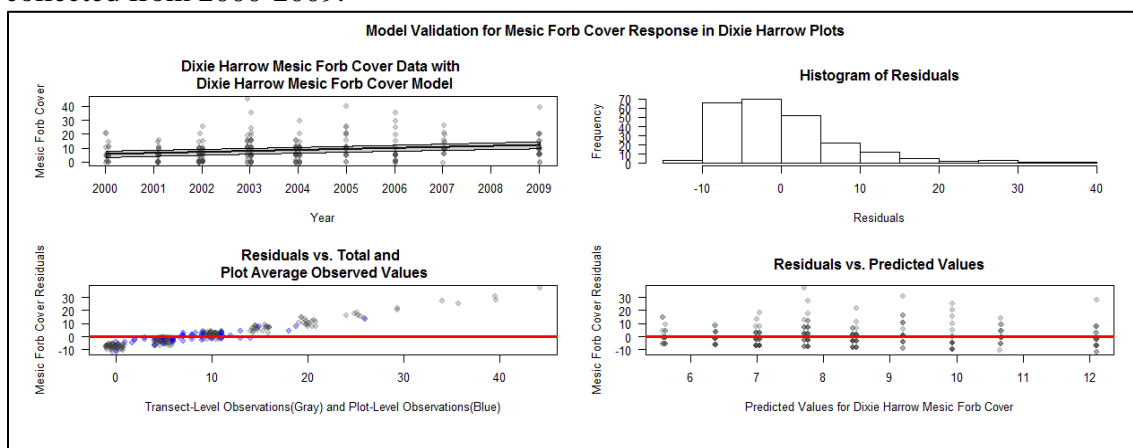 collected from 2000-2009.
Model Validation for Mesic Forb Cover Response in Dixie Harrow Plots
Dixie Harrow Mesic Forb Cover Data with
Dixie Harrow Mesic Forb Cover Model
Mesic Forb Cover
40
30
20
10
0
2000 2001 2002 2003 2004 2005 2006 2007 2008 2009
Year
Histogram of Residuals
Frequency
70
50
30
10
0
-10 0 10 20 30 40
Residuals
Residuals vs. Total and
Plot Average Observed Values
Mesic Forb Cover Residuals
30
20
10
0
-10
0 10 20 30 40
Transect-Level Observations(Gray) and Plot-Level Observations(Blue)
Residuals vs. Predicted Values
Mesic Forb Cover Residuals
30
20
10
0
-10
6 7 8 9 10 11 12
Predicted Values for Dixie Harrow Mesic Forb Cover